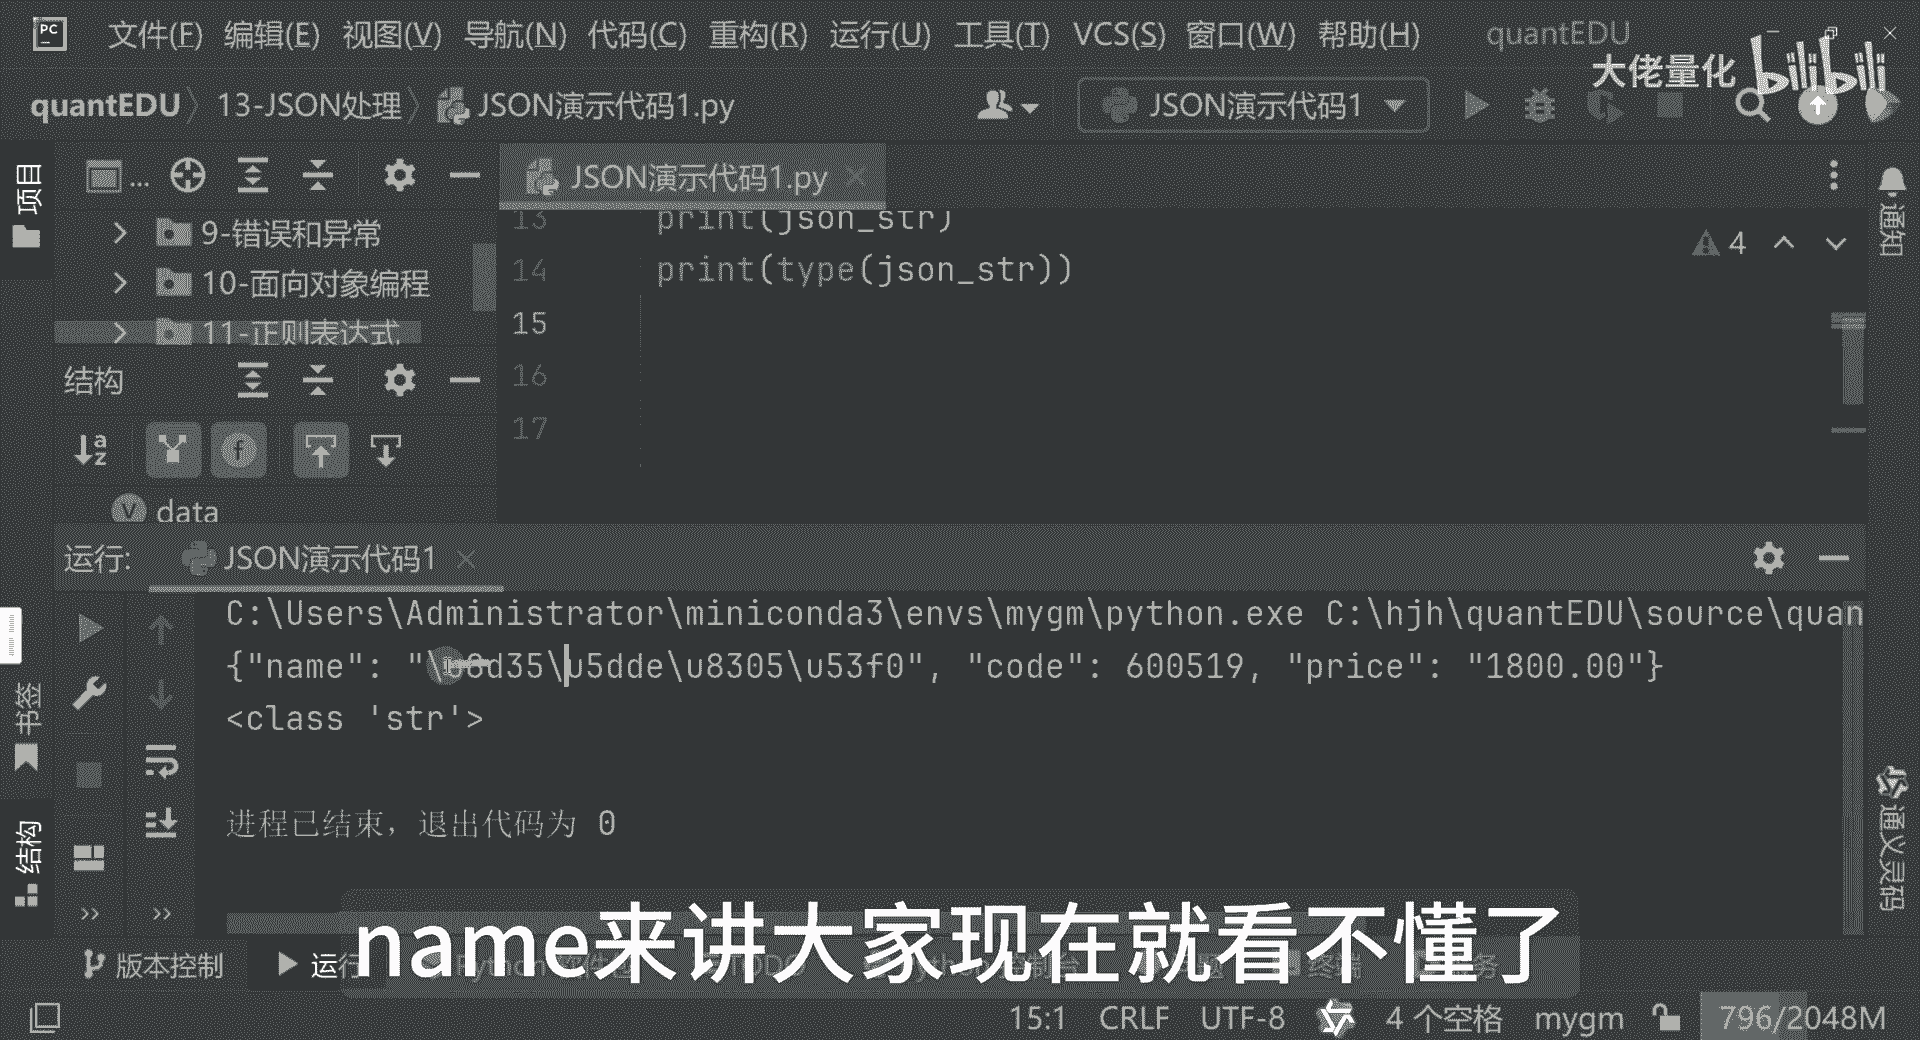 文件(F) 编辑(E) 视图(V) 导航(N) 代码(C) 重构(R) 运行(U) 工具(T) VCS(S) 窗口(W) 帮助(H) quantEDU
大佬量化 bilibili
quantEDU 13-JSON处理 JSON演示代码1.py JSON演示代码1
项目
JSON演示代码1.py
通知
9-错误和异常
10-面向对象编程
11-正则表达式
13 print(json_str)
14 print(type(json_str))
15
16
17
4
结构
data
运行: JSON演示代码1
C:\Users\Administrator\miniconda3\envs\mygm\python.exe C:\hjh\quantEDU\source\quan
{"name": "\u8d35\u5dde\u8305\u53f0", "code": 600519, "price": "1800.00"}
<class 'str'>
进程已结束，退出代码为 0
书签
结构
通义灵码
name来讲大家现在就看不懂了
版本控制 运行 TODO 终端
15:1 CRLF UTF-8 4 个空格 mygm 796/2048M